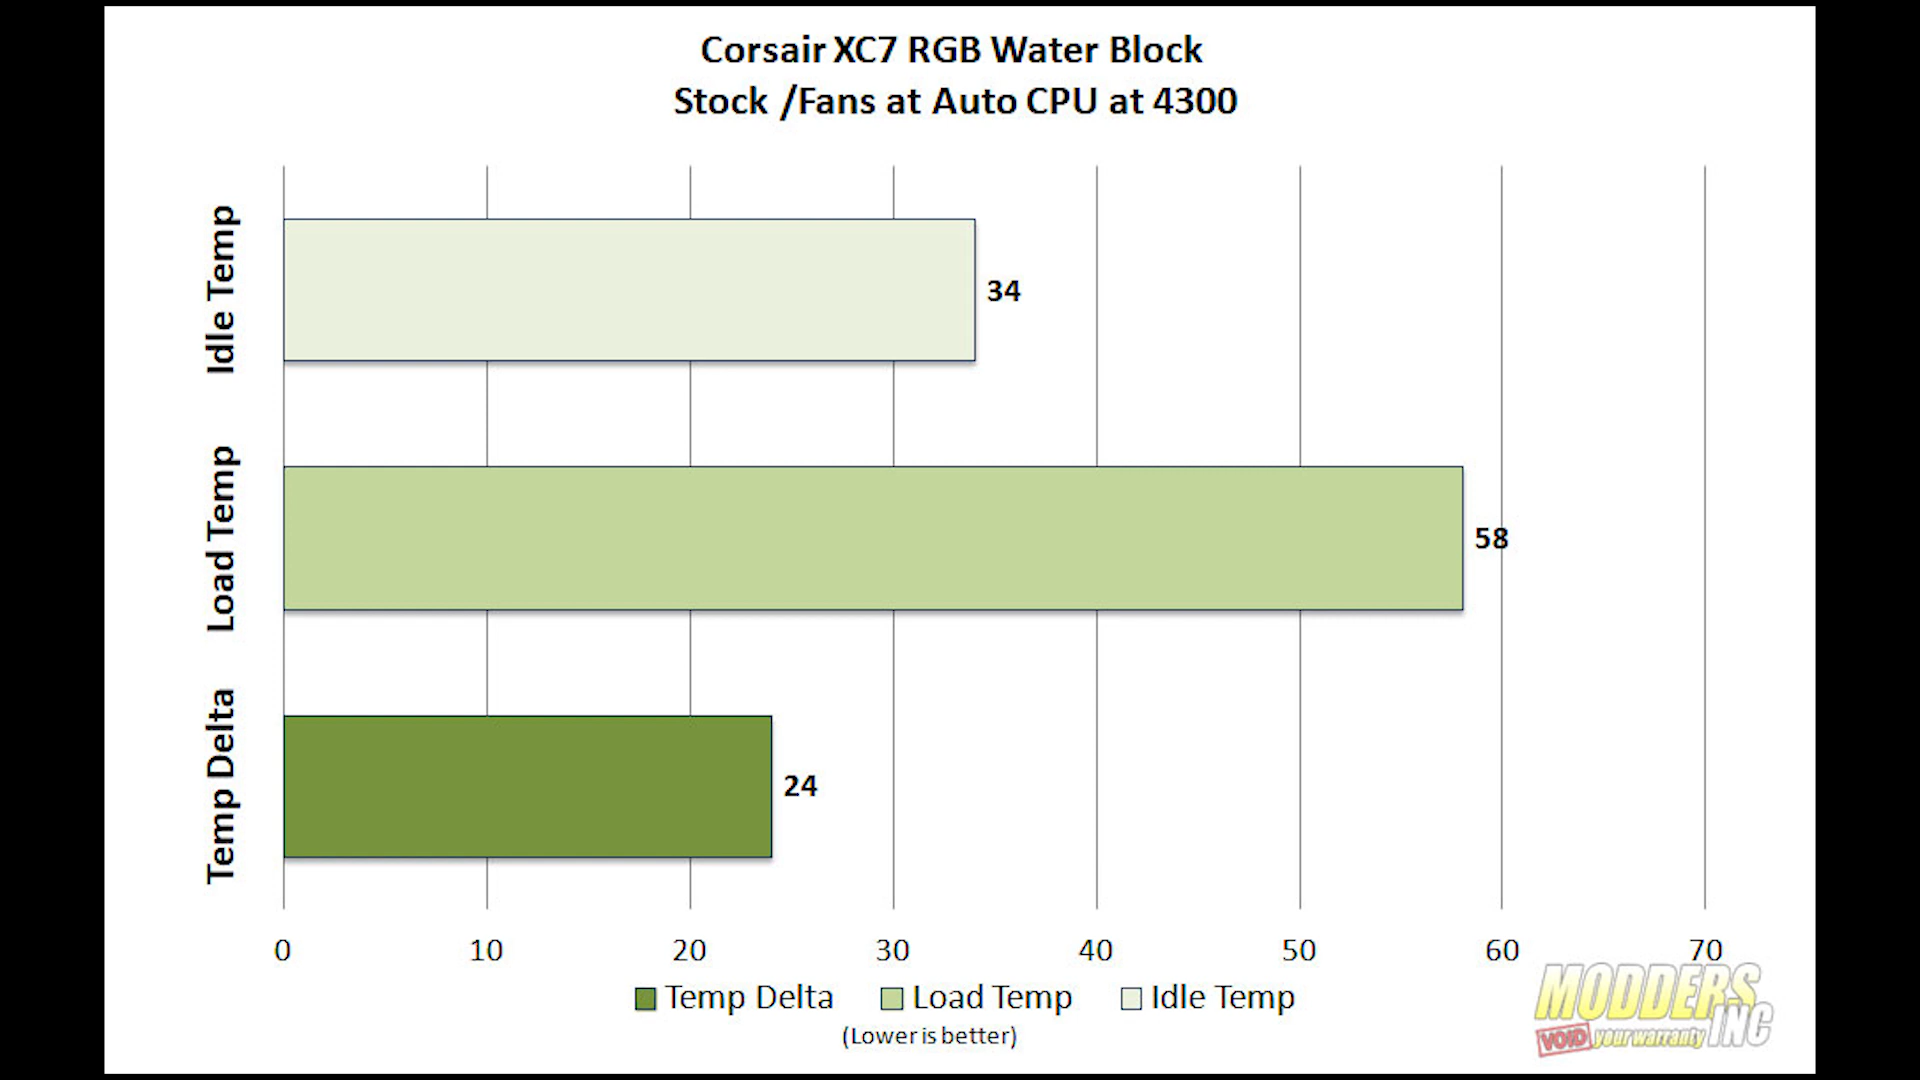 Corsair XC7 RGB Water Block
Stock /Fans at Auto CPU at 4300
Idle Temp
34
Load Temp
58
Temp Delta
24
0 10 20 30 40 50 60 70
Temp Delta Load Temp Idle Temp
(Lower is better)
MODDERS
INC
VOID your warranty